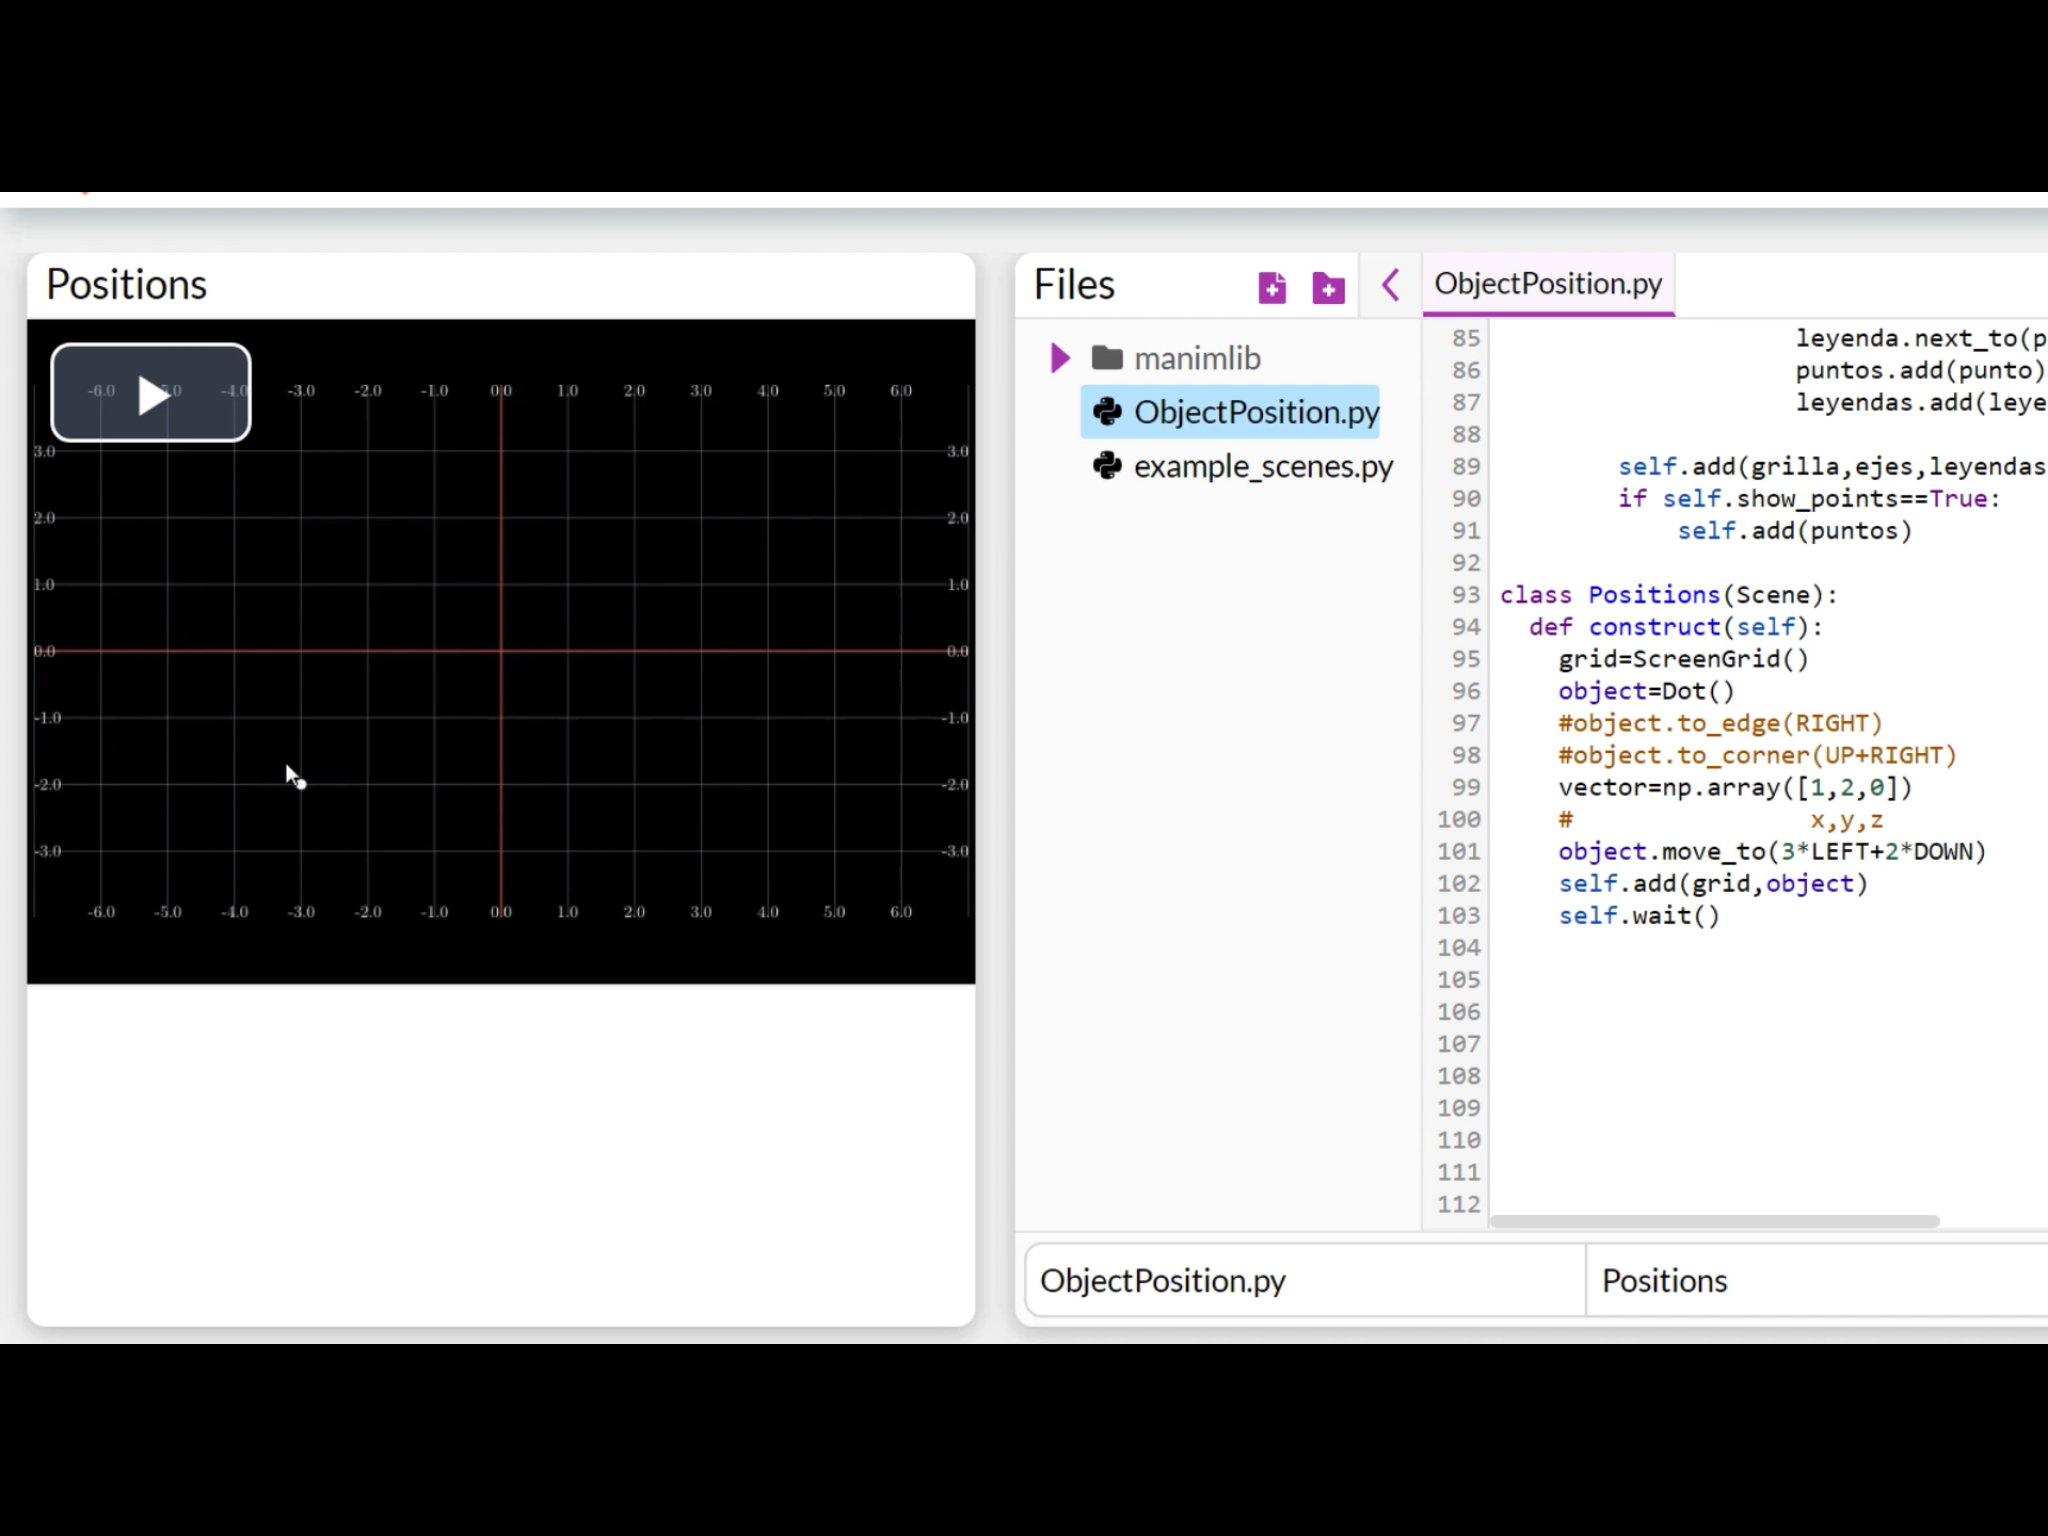 Positions
-6.0 -5.0 -4.0 -3.0 -2.0 -1.0 0.0 1.0 2.0 3.0 4.0 5.0 6.0
3.0 3.0
2.0 2.0
1.0 1.0
0.0 0.0
-1.0 -1.0
-2.0 -2.0
-3.0 -3.0
-6.0 -5.0 -4.0 -3.0 -2.0 -1.0 0.0 1.0 2.0 3.0 4.0 5.0 6.0
Files
manimlib
ObjectPosition.py
example_scenes.py
ObjectPosition.py
85 leyenda.next_to(p
86 puntos.add(punto)
87 leyendas.add(leye
88
89 self.add(grilla,ejes,leyendas
90 if self.show_points==True:
91 self.add(puntos)
92
93 class Positions(Scene):
94 def construct(self):
95 grid=ScreenGrid()
96 object=Dot()
97 #object.to_edge(RIGHT)
98 #object.to_corner(UP+RIGHT)
99 vector=np.array([1,2,0])
100 # x,y,z
101 object.move_to(3*LEFT+2*DOWN)
102 self.add(grid,object)
103 self.wait()
104
105
106
107
108
109
110
111
112
ObjectPosition.py
Positions